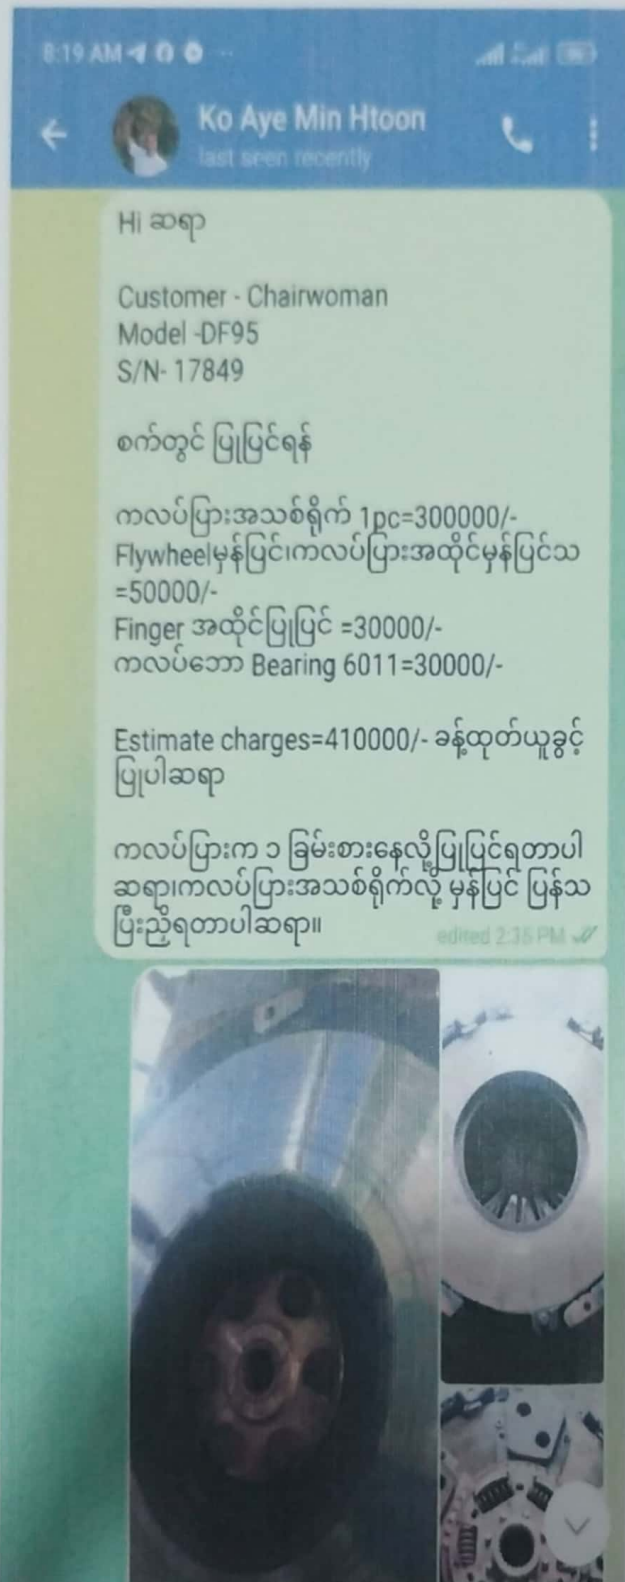 8:19 AM
Ko Aye Min Htoon
last seen recently
Hi ဆရာ
Customer - Chairwoman
Model -DF95
S/N- 17849
စက်တွင် ပြုပြင်ရန်
ကလပ်ပြားအသစ်ရိုက် 1pc=300000/-
Flywheelမှန်ပြင်၊ကလပ်ပြားအထိုင်မှန်ပြင်သ
=50000/-
Finger အထိုင်ပြုပြင် =30000/-
ကလပ်ဘော Bearing 6011=30000/-
Estimate charges=410000/- ခန့်ထုတ်ယူခွင့်
ပြုပါဆရာ
ကလပ်ပြားက ၁ ခြမ်းစားနေလို့ပြုပြင်ရတာပါ
ဆရာ၊ကလပ်ပြားအသစ်ရိုက်လို့ မှန်ပြင် ပြန်သ
ပြီးညှိရတာပါဆရာ။
edited 2:36 PM